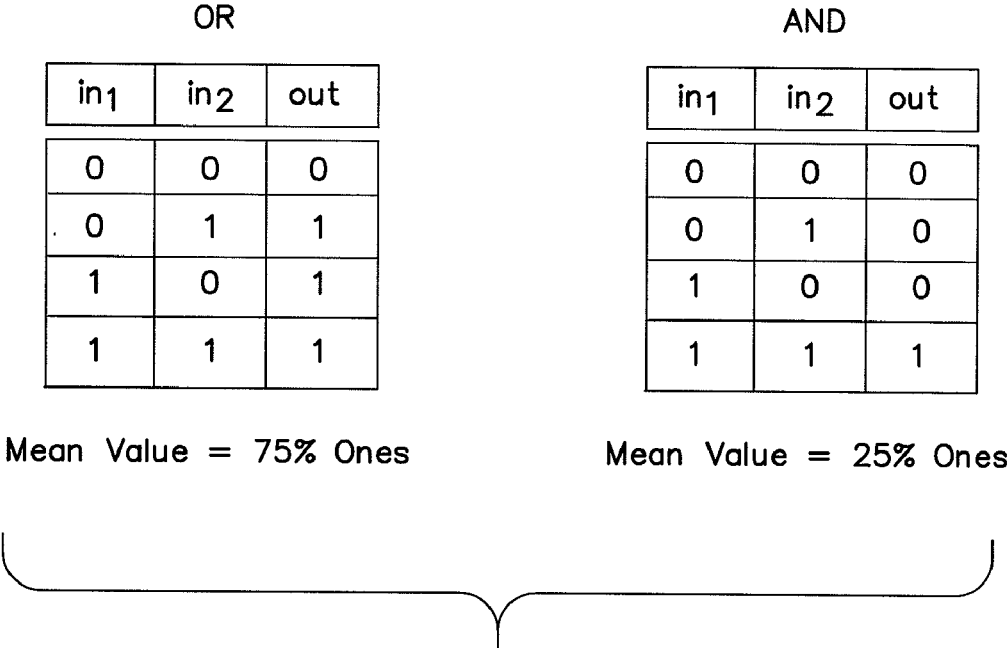 OR
in1 in2 out
0 0 0
0 1 1
1 0 1
1 1 1
Mean Value = 75% Ones
AND
in1 in2 out
0 0 0
0 1 0
1 0 0
1 1 1
Mean Value = 25% Ones